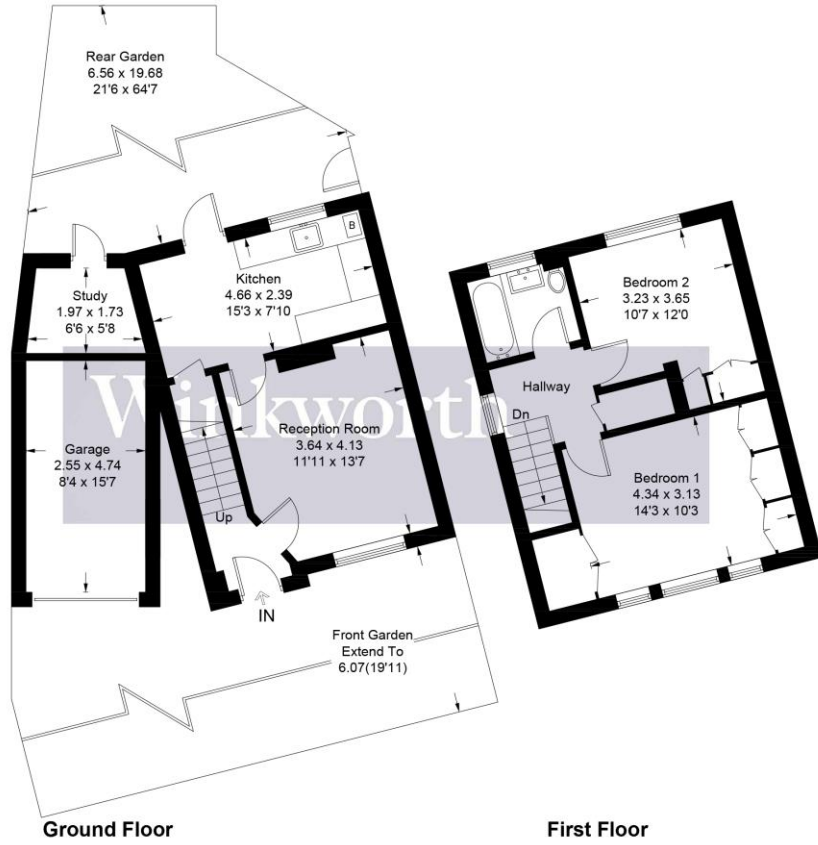 Rear Garden
6.56 x 19.68
21'6 x 64'7
Study
1.97 x 1.73
6'6 x 5'8
Kitchen
4.66 x 2.39
15'3 x 7'10
B
Garage
2.55 x 4.74
8'4 x 15'7
Winkworth
Reception Room
3.64 x 4.13
11'11 x 13'7
Up
IN
Front Garden
Extend To
6.07(19'11)
Ground Floor
Bedroom 2
3.23 x 3.65
10'7 x 12'0
Hallway
Dn
Bedroom 1
4.34 x 3.13
14'3 x 10'3
First Floor